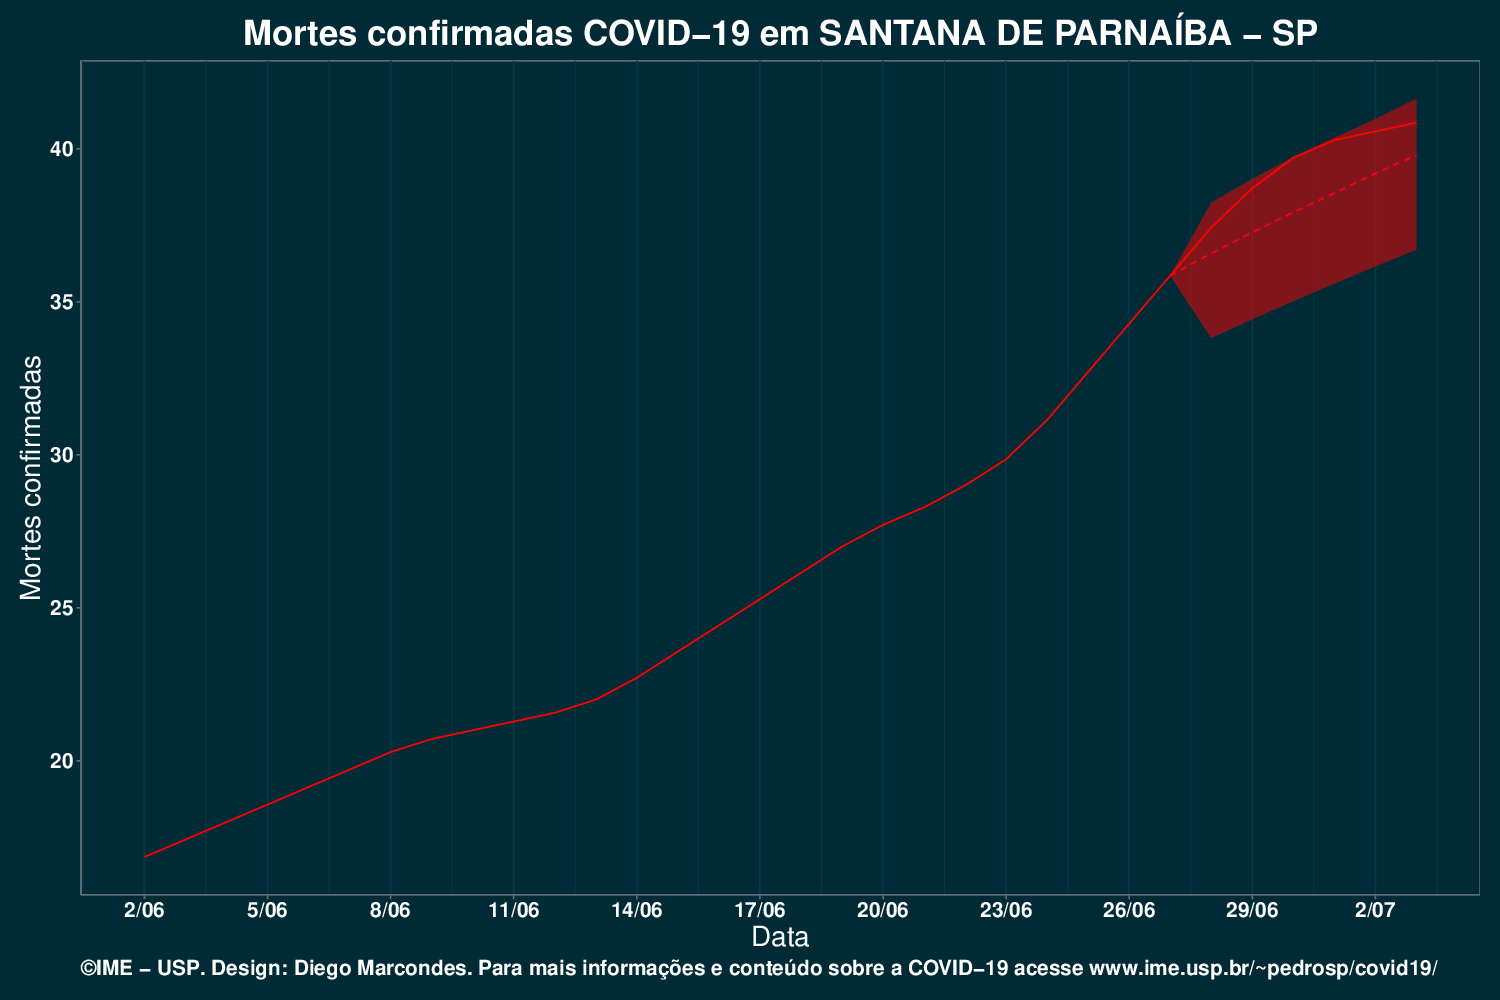 Mortes confirmadas COVID−19 em SANTANA DE PARNAÍBA − SP
Mortes confirmadas
40
35
30
25
20
2/06 5/06 8/06 11/06 14/06 17/06 20/06 23/06 26/06 29/06 2/07
Data
©IME − USP. Design: Diego Marcondes. Para mais informações e conteúdo sobre a COVID−19 acesse www.ime.usp.br/~pedrosp/covid19/